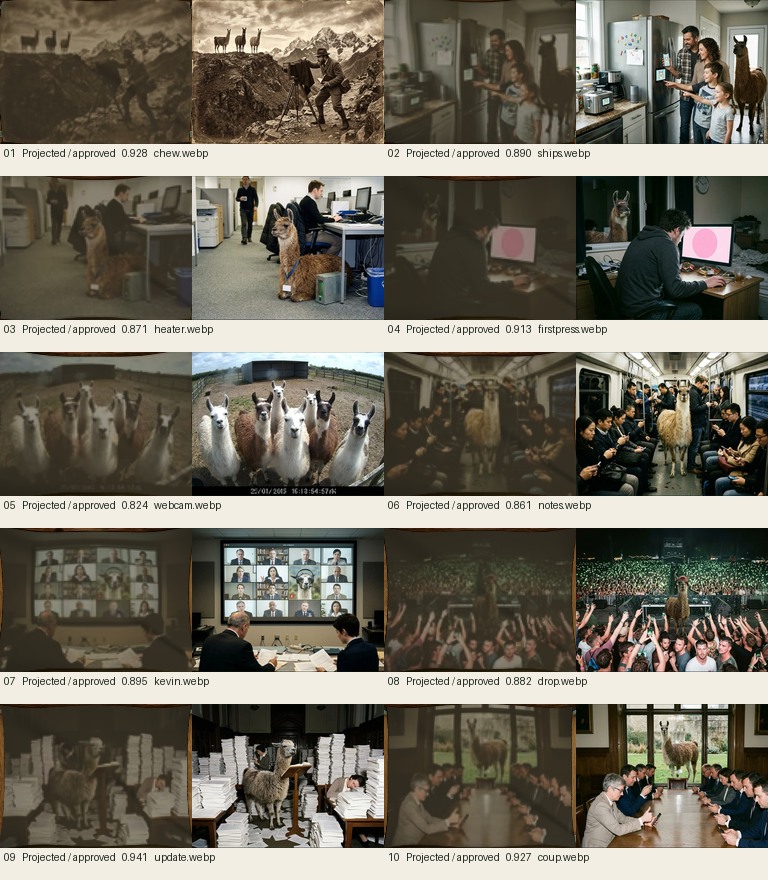 01 Projected / approved 0.928 chew.webp
02 Projected / approved 0.890 ships.webp
03 Projected / approved 0.871 heater.webp
04 Projected / approved 0.913 firstpress.webp
05 Projected / approved 0.824 webcam.webp
06 Projected / approved 0.861 notes.webp
07 Projected / approved 0.895 kevin.webp
08 Projected / approved 0.882 drop.webp
09 Projected / approved 0.941 update.webp
10 Projected / approved 0.927 coup.webp